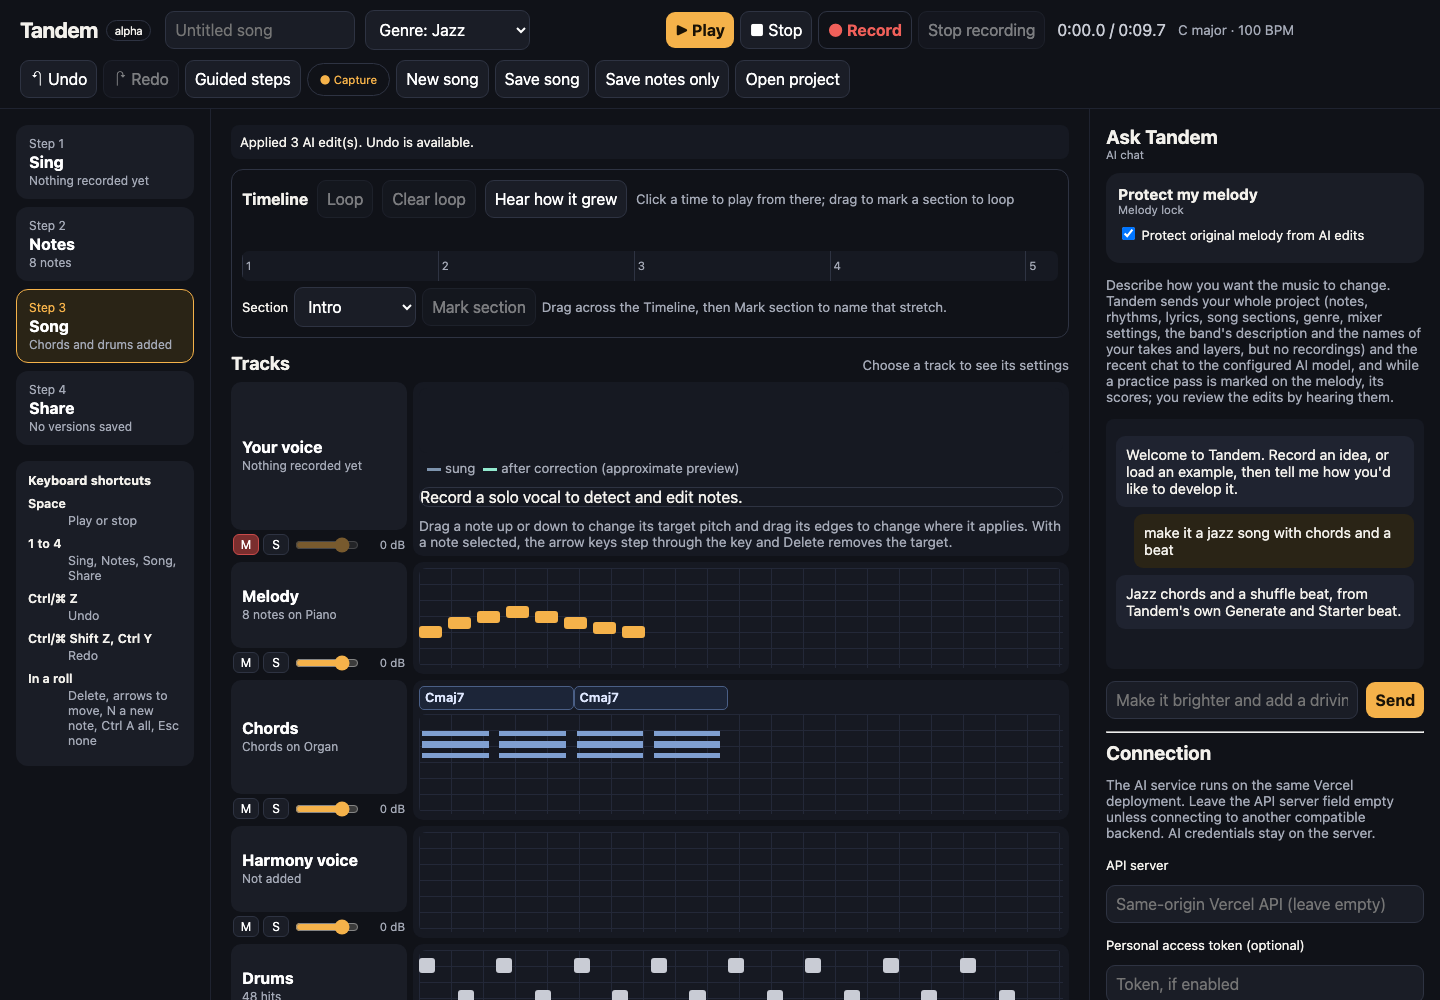 Tandem alpha Untitled song Genre: Jazz Play Stop Record Stop recording 0:00.0 / 0:09.7 C major · 100 BPM
Undo Redo Guided steps Capture New song Save song Save notes only Open project
Step 1
Sing
Nothing recorded yet
Step 2
Notes
8 notes
Step 3
Song
Chords and drums added
Step 4
Share
No versions saved
Keyboard shortcuts
Space
Play or stop
1 to 4
Sing, Notes, Song,
Share
Ctrl/⌘ Z
Undo
Ctrl/⌘ Shift Z, Ctrl Y
Redo
In a roll
Delete, arrows to
move, N a new
note, Ctrl A all, Esc
none
Applied 3 AI edit(s). Undo is available.
Timeline Loop Clear loop Hear how it grew Click a time to play from there; drag to mark a section to loop
1 2 3 4 5
Section Intro Mark section Drag across the Timeline, then Mark section to name that stretch.
Tracks Choose a track to see its settings
Your voice
Nothing recorded yet
M S 0 dB
sung after correction (approximate preview)
Record a solo vocal to detect and edit notes.
Drag a note up or down to change its target pitch and drag its edges to change where it applies. With
a note selected, the arrow keys step through the key and Delete removes the target.
Melody
8 notes on Piano
M S 0 dB
Chords
Chords on Organ
M S 0 dB
Cmaj7 Cmaj7
Harmony voice
Not added
M S 0 dB
Drums
48 hits
Ask Tandem
AI chat
Protect my melody
Melody lock
Protect original melody from AI edits
Describe how you want the music to change.
Tandem sends your whole project (notes,
rhythms, lyrics, song sections, genre, mixer
settings, the band's description and the names of
your takes and layers, but no recordings) and the
recent chat to the configured AI model, and while
a practice pass is marked on the melody, its
scores; you review the edits by hearing them.
Welcome to Tandem. Record an idea, or
load an example, then tell me how you'd
like to develop it.
make it a jazz song with chords and a
beat
Jazz chords and a shuffle beat, from
Tandem's own Generate and Starter beat.
Make it brighter and add a drivin Send
Connection
The AI service runs on the same Vercel
deployment. Leave the API server field empty
unless connecting to another compatible
backend. AI credentials stay on the server.
API server
Same-origin Vercel API (leave empty)
Personal access token (optional)
Token, if enabled